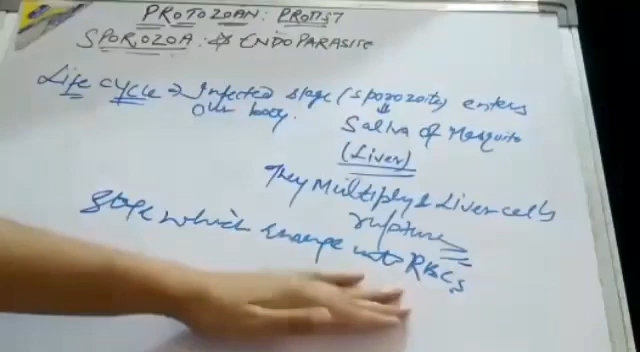 PROTOZOAN: PROTIST
SPOROZOA: ENDOPARASITE
Life cycle → Infected stage (Sporozoite) enters
Our body.
Saliva of Mosquito
(Liver)
They Multiply & Liver cells
rupture
Stage which change into RBCs